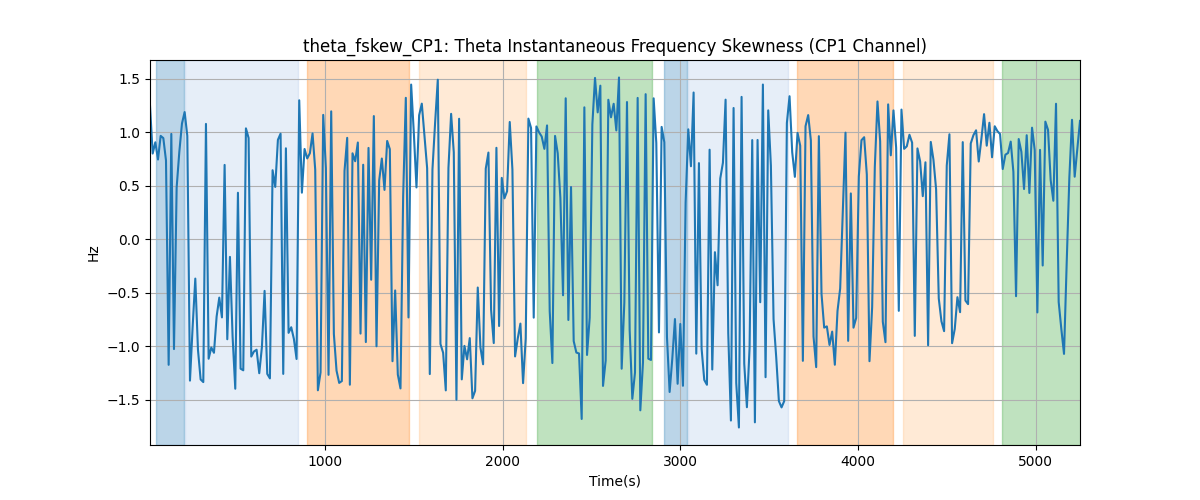 theta_fskew_CP1: Theta Instantaneous Frequency Skewness (CP1 Channel)
1.5
1.0
0.5
0.0
−0.5
−1.0
−1.5
Hz
1000 2000 3000 4000 5000
Time(s)